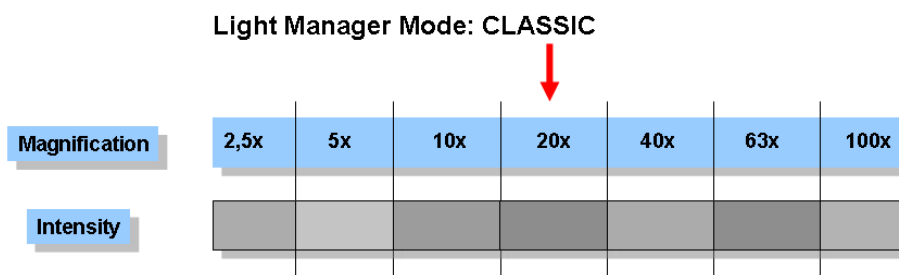 Light Manager Mode: CLASSIC
Magnification 2,5x 5x 10x 20x 40x 63x 100x
Intensity